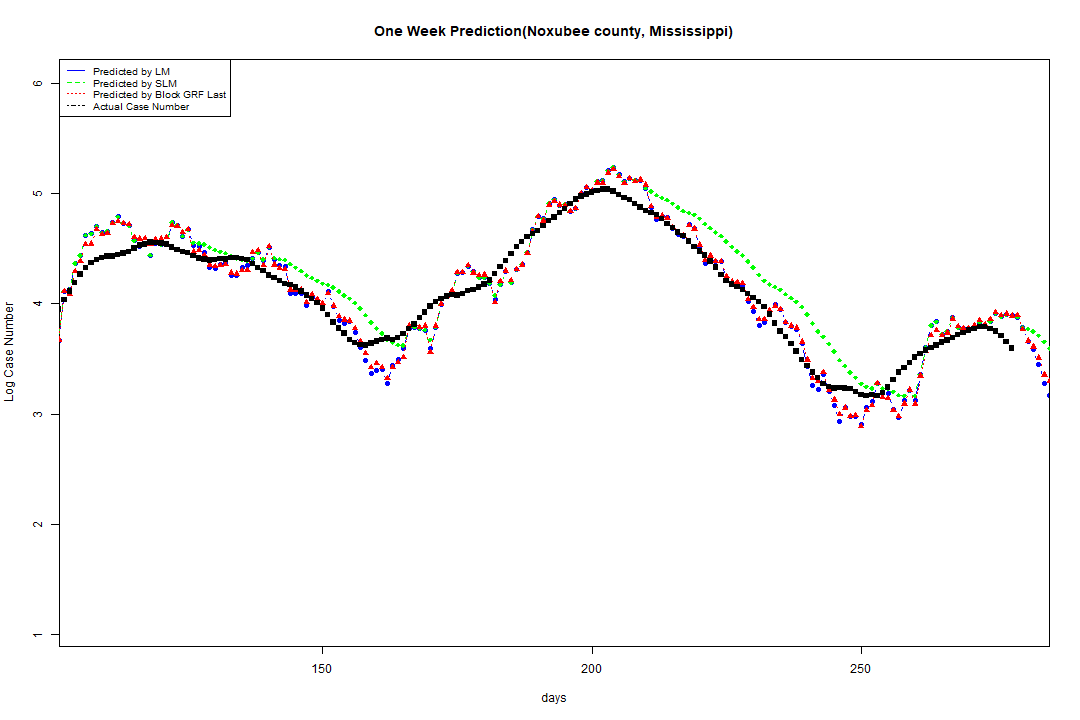 One Week Prediction(Noxubee county, Mississippi)
Predicted by LM
Predicted by SLM
Predicted by Block GRF Last
Actual Case Number
6
5
4
3
2
1
Log Case Number
150
200
250
days